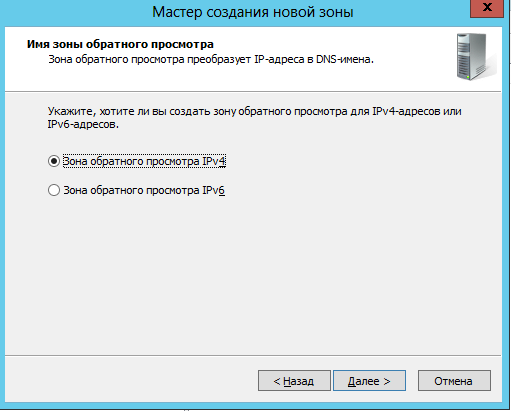 Мастер создания новой зоны
x
Имя зоны обратного просмотра
Зона обратного просмотра преобразует IP-адреса в DNS-имена.
Укажите, хотите ли вы создать зону обратного просмотра для IPv4-адресов или
IPv6-адресов.
Зона обратного просмотра IPv4
Зона обратного просмотра IPv6
< Назад
Далее >
Отмена